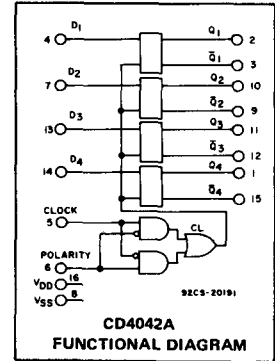 D1
4
Q1
2
Q̅1
3
D2
7
Q2
10
Q̅2
9
D3
13
Q3
11
Q̅3
12
D4
14
Q4
1
Q̅4
15
CLOCK
5
CL
POLARITY
6
VDD 16
VSS 8
92CS-20191
CD4042A
FUNCTIONAL DIAGRAM